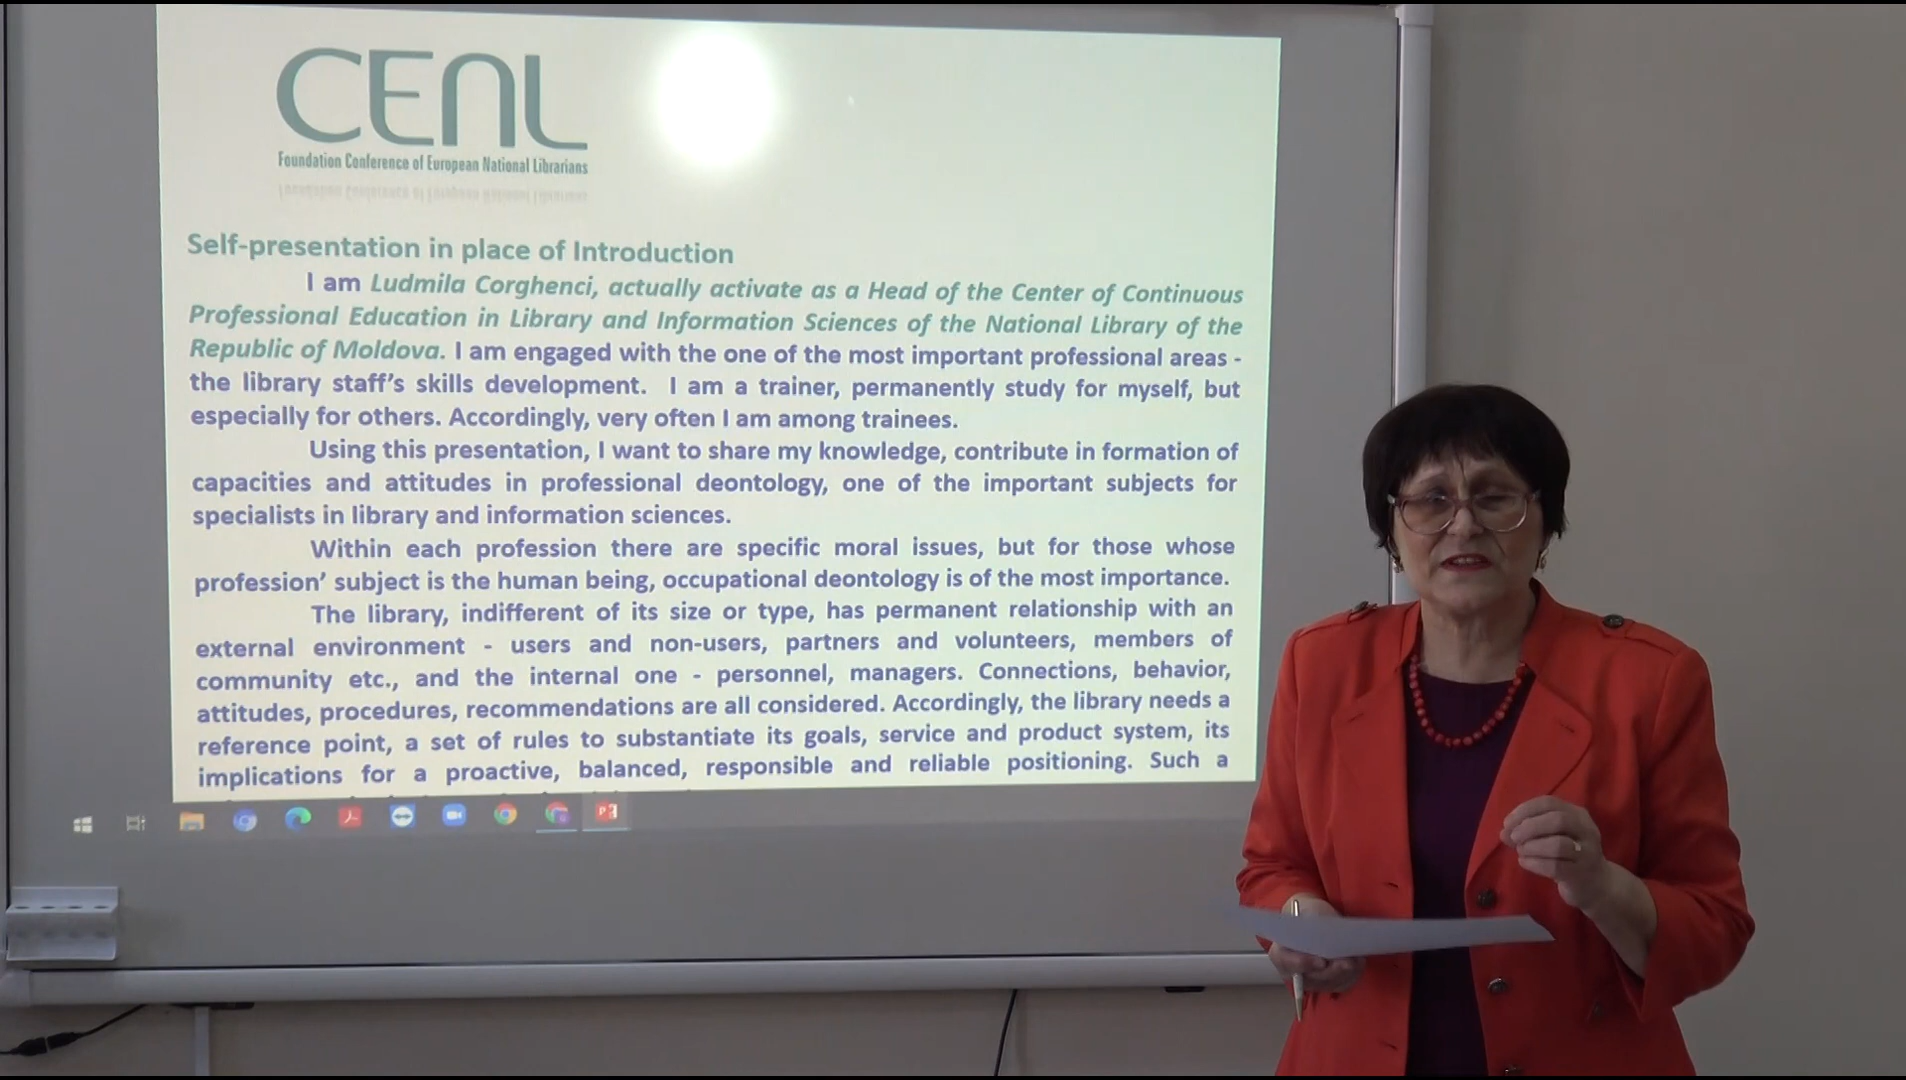 CENL
Foundation Conference of European National Librarians
Self-presentation in place of Introduction
I am Ludmila Corghenci, actually activate as a Head of the Center of Continuous
Professional Education in Library and Information Sciences of the National Library of the
Republic of Moldova. I am engaged with the one of the most important professional areas -
the library staff's skills development. I am a trainer, permanently study for myself, but
especially for others. Accordingly, very often I am among trainees.
Using this presentation, I want to share my knowledge, contribute in formation of
capacities and attitudes in professional deontology, one of the important subjects for
specialists in library and information sciences.
Within each profession there are specific moral issues, but for those whose
profession' subject is the human being, occupational deontology is of the most importance.
The library, indifferent of its size or type, has permanent relationship with an
external environment - users and non-users, partners and volunteers, members of
community etc., and the internal one - personnel, managers. Connections, behavior,
attitudes, procedures, recommendations are all considered. Accordingly, the library needs a
reference point, a set of rules to substantiate its goals, service and product system, its
implications for a proactive, balanced, responsible and reliable positioning. Such a